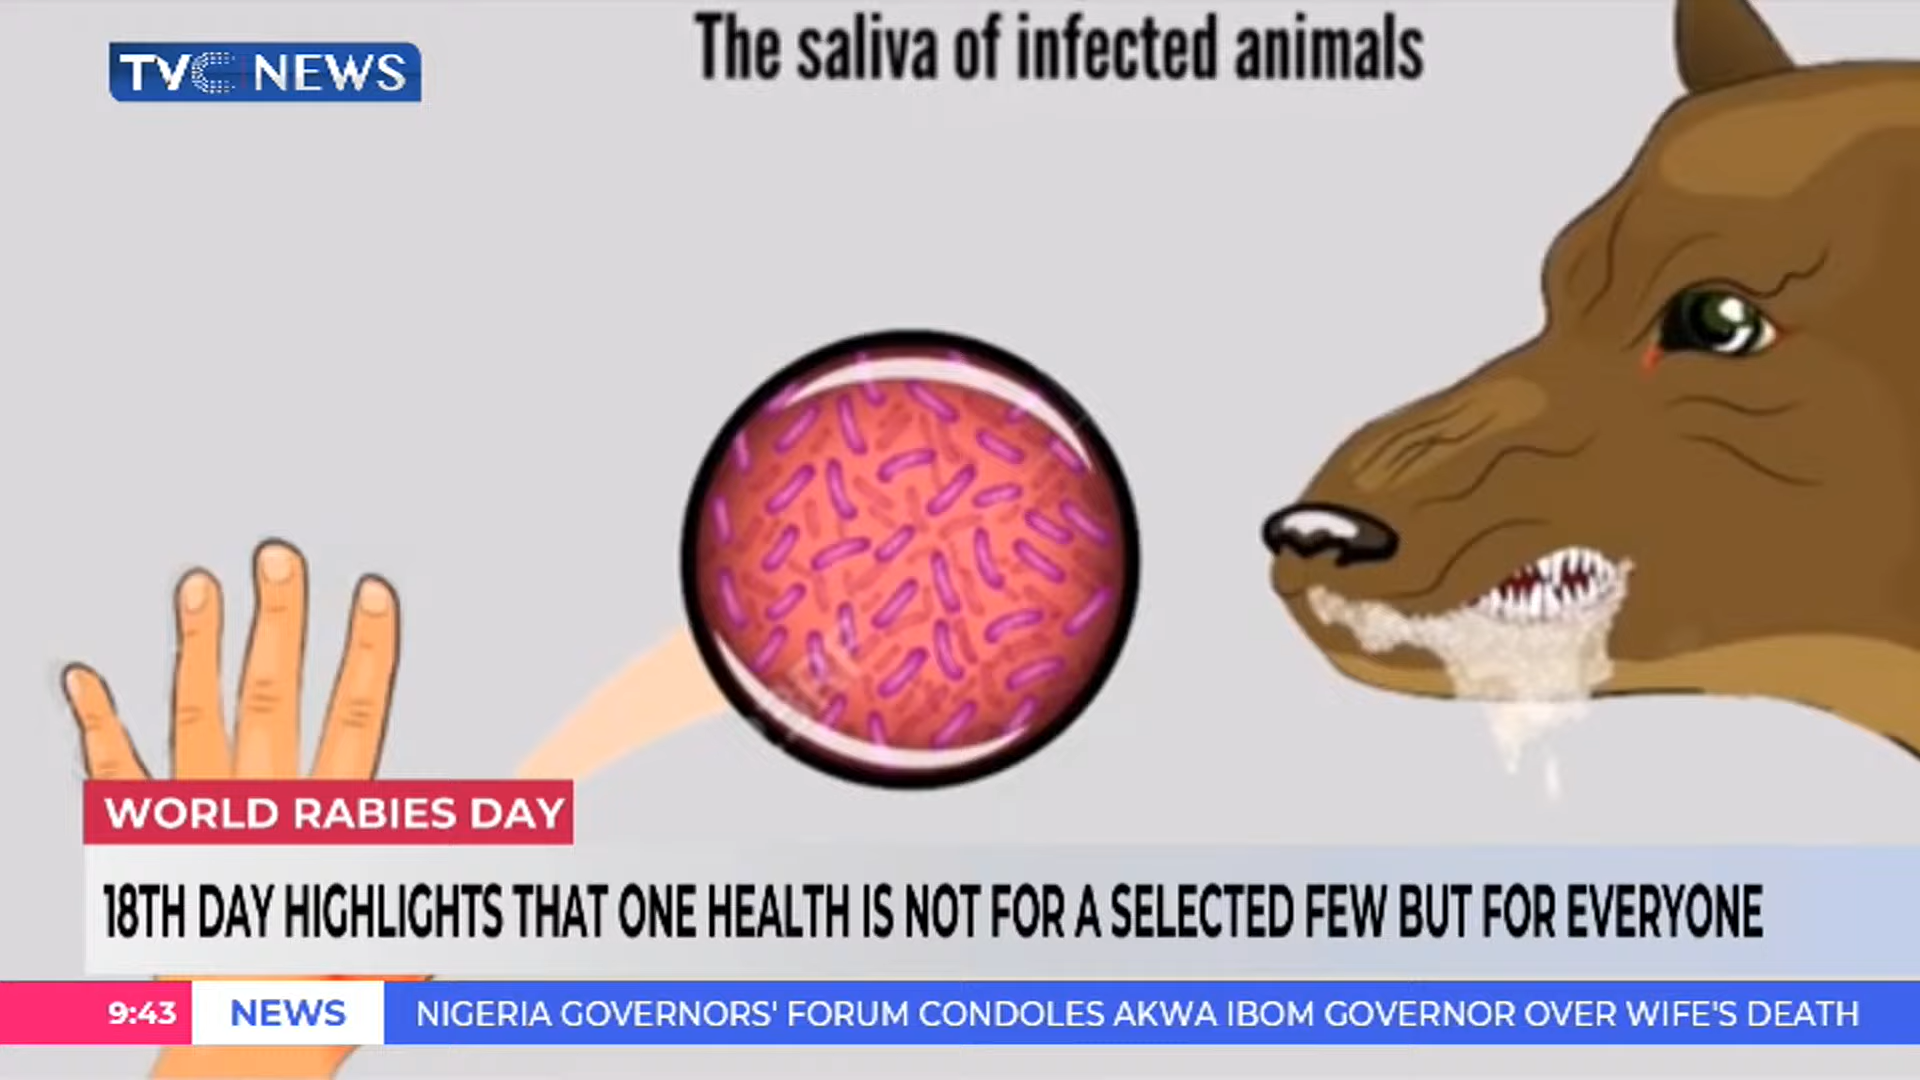 The saliva of infected animals
TVC NEWS
WORLD RABIES DAY
18TH DAY HIGHLIGHTS THAT ONE HEALTH IS NOT FOR A SELECTED FEW BUT FOR EVERYONE
9:43 NEWS NIGERIA GOVERNORS' FORUM CONDOLES AKWA IBOM GOVERNOR OVER WIFE'S DEATH